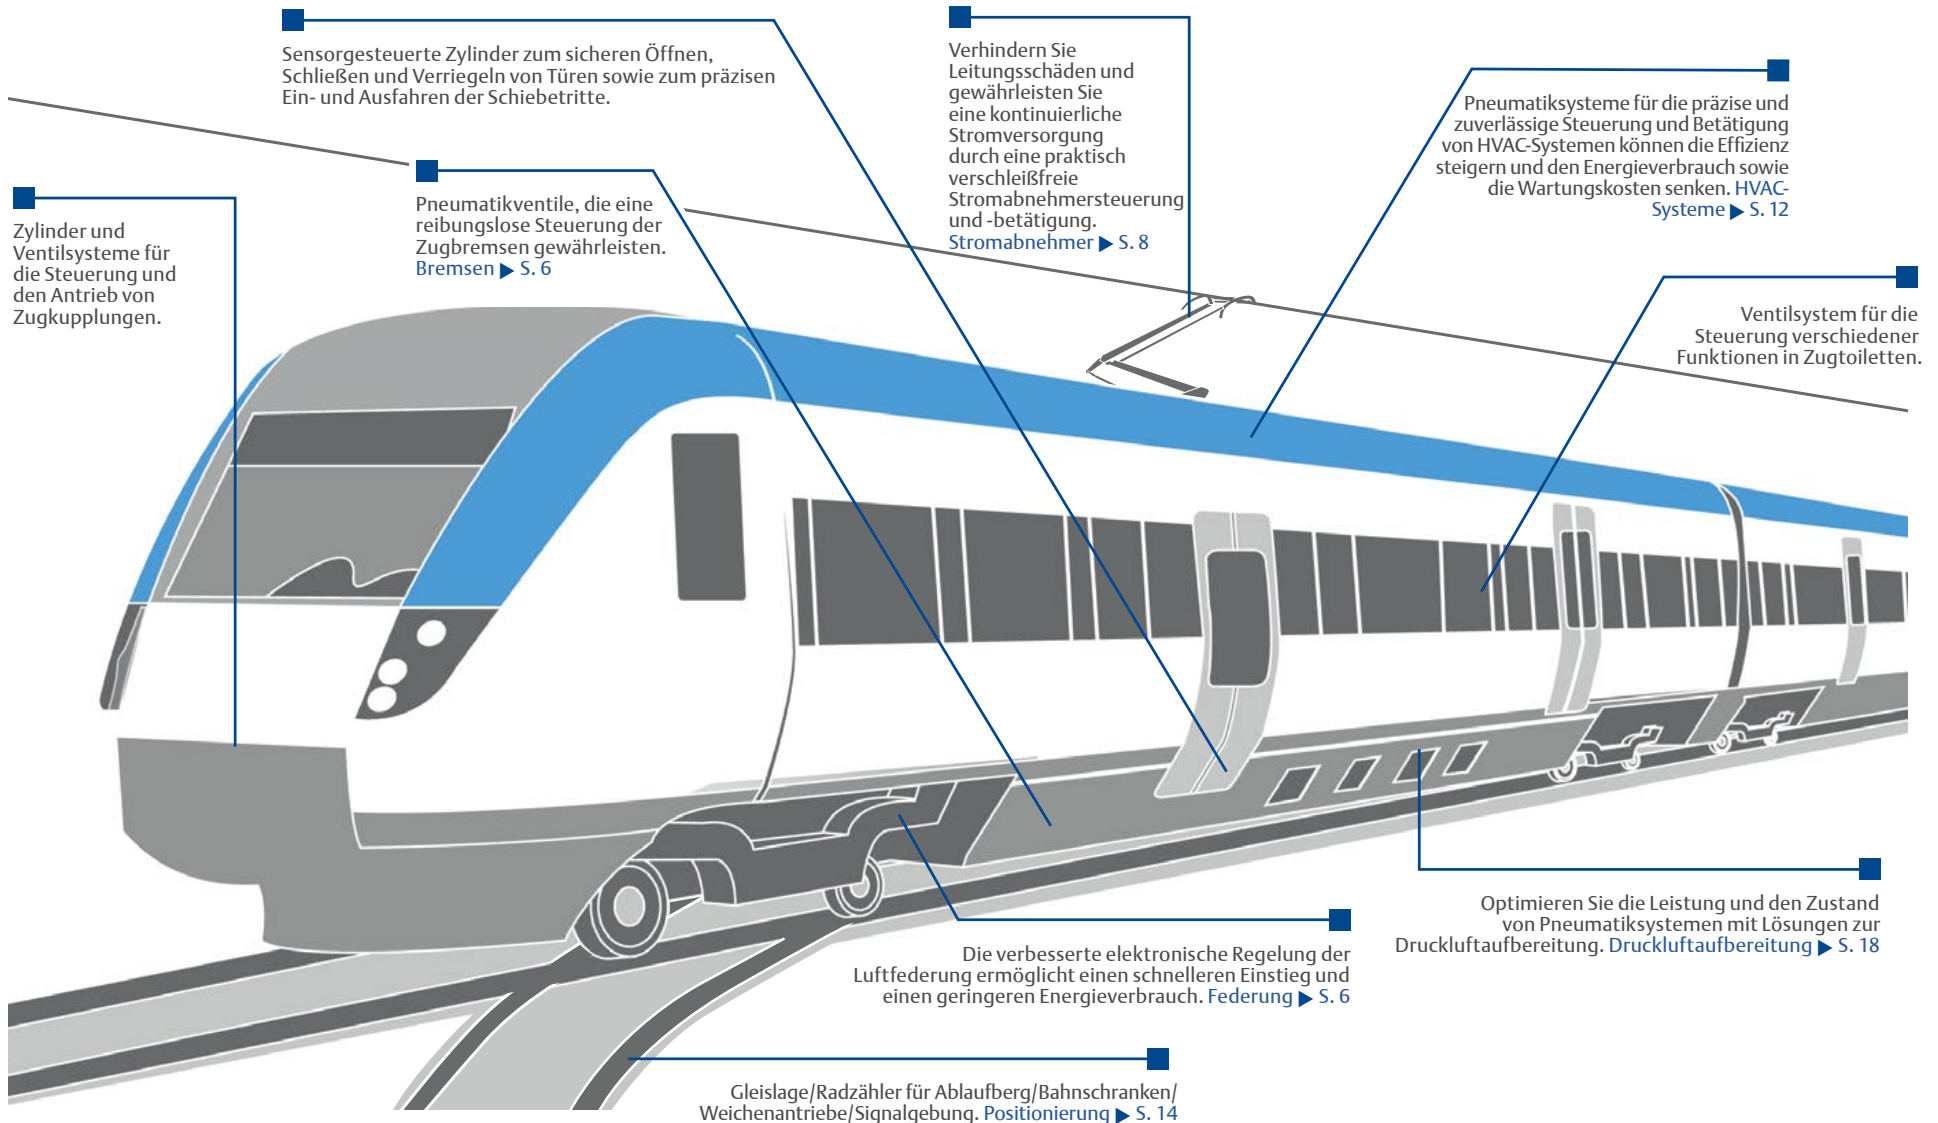 Sensorgesteuerte Zylinder zum sicheren Öffnen,
Schließen und Verriegeln von Türen sowie zum präzisen
Ein- und Ausfahren der Schiebetritte.
Verhindern Sie
Leitungsschäden und
gewährleisten Sie
eine kontinuierliche
Stromversorgung
durch eine praktisch
verschleißfreie
Stromabnehmersteuerung
und -betätigung.
Stromabnehmer ▶ S. 8
Pneumatiksysteme für die präzise und
zuverlässige Steuerung und Betätigung
von HVAC-Systemen können die Effizienz
steigern und den Energieverbrauch sowie
die Wartungskosten senken. HVAC-
Systeme ▶ S. 12
Zylinder und
Ventilsysteme für
die Steuerung und
den Antrieb von
Zugkupplungen.
Pneumatikventile, die eine
reibungslose Steuerung der
Zugbremsen gewährleisten.
Bremsen ▶ S. 6
Ventilsystem für die
Steuerung verschiedener
Funktionen in Zugtoiletten.
Optimieren Sie die Leistung und den Zustand
von Pneumatiksystemen mit Lösungen zur
Druckluftaufbereitung. Druckluftaufbereitung ▶ S. 18
Die verbesserte elektronische Regelung der
Luftfederung ermöglicht einen schnelleren Einstieg und
einen geringeren Energieverbrauch. Federung ▶ S. 6
Gleislage/Radzähler für Ablaufberg/Bahnschranken/
Weichenantriebe/Signalgebung. Positionierung ▶ S. 14